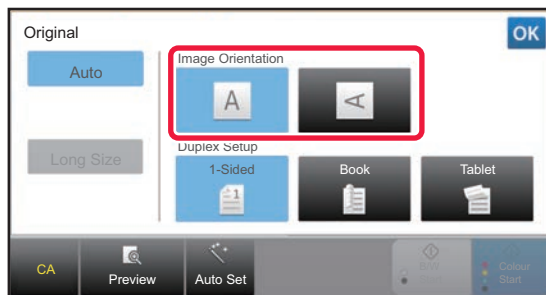 Original
OK
Auto
Image Orientation
A
A
Long Size
Duplex Setup
1-Sided
Book
Tablet
1
CA
Preview
Auto Set
B/W
Start
Colour
Start